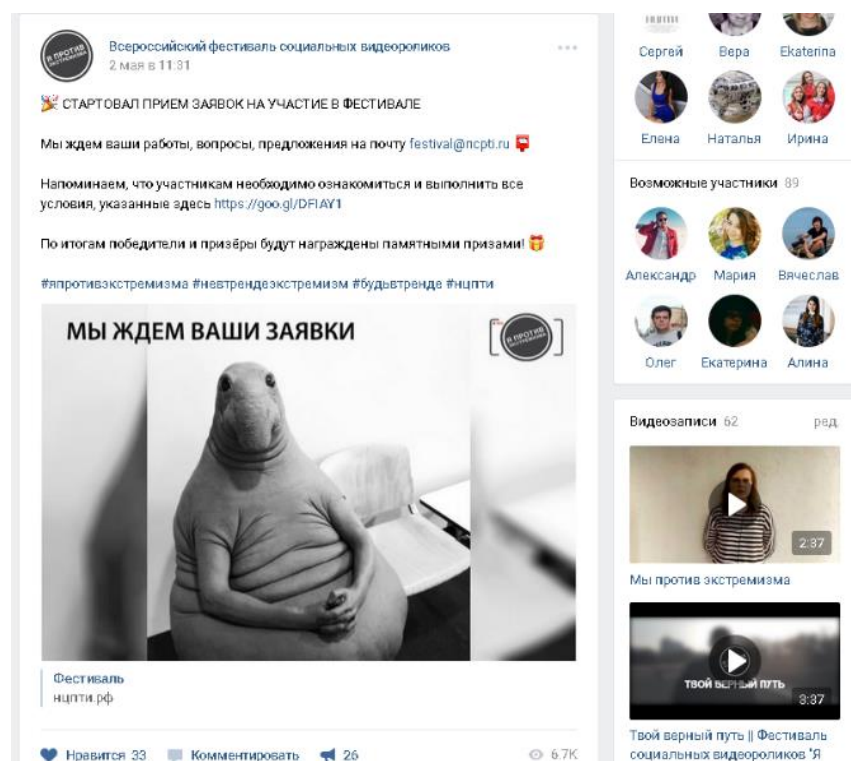 Всероссийский фестиваль социальных видеороликов
2 мая в 11:31
СТАРТОВАЛ ПРИЕМ ЗАЯВОК НА УЧАСТИЕ В ФЕСТИВАЛЕ
Мы ждем ваши работы, вопросы, предложения на почту festival@ncpti.ru
Напоминаем, что участникам необходимо ознакомиться и выполнить все
условия, указанные здесь https://goo.gl/DFIAY1
По итогам победители и призёры будут награждены памятными призами!
#япротивэкстремизма #невтрендеэкстремизм #будьвтренде #нцпти
МЫ ЖДЕМ ВАШИ ЗАЯВКИ
Я ПРОТИВ
ЭКСТРЕМИЗМА
Фестиваль
нцпти.рф
Нравится 33 Комментировать 26 6.7K
Сергей Вера Ekaterina
Елена Наталья Ирина
Возможные участники 89
Александр Мария Вячеслав
Олег Екатерина Алина
Видеозаписи 62 ред.
2:37
Мы против экстремизма
ТВОЙ ВЕРНЫЙ ПУТЬ
3:37
Твой верный путь || Фестиваль
социальных видеороликов "Я